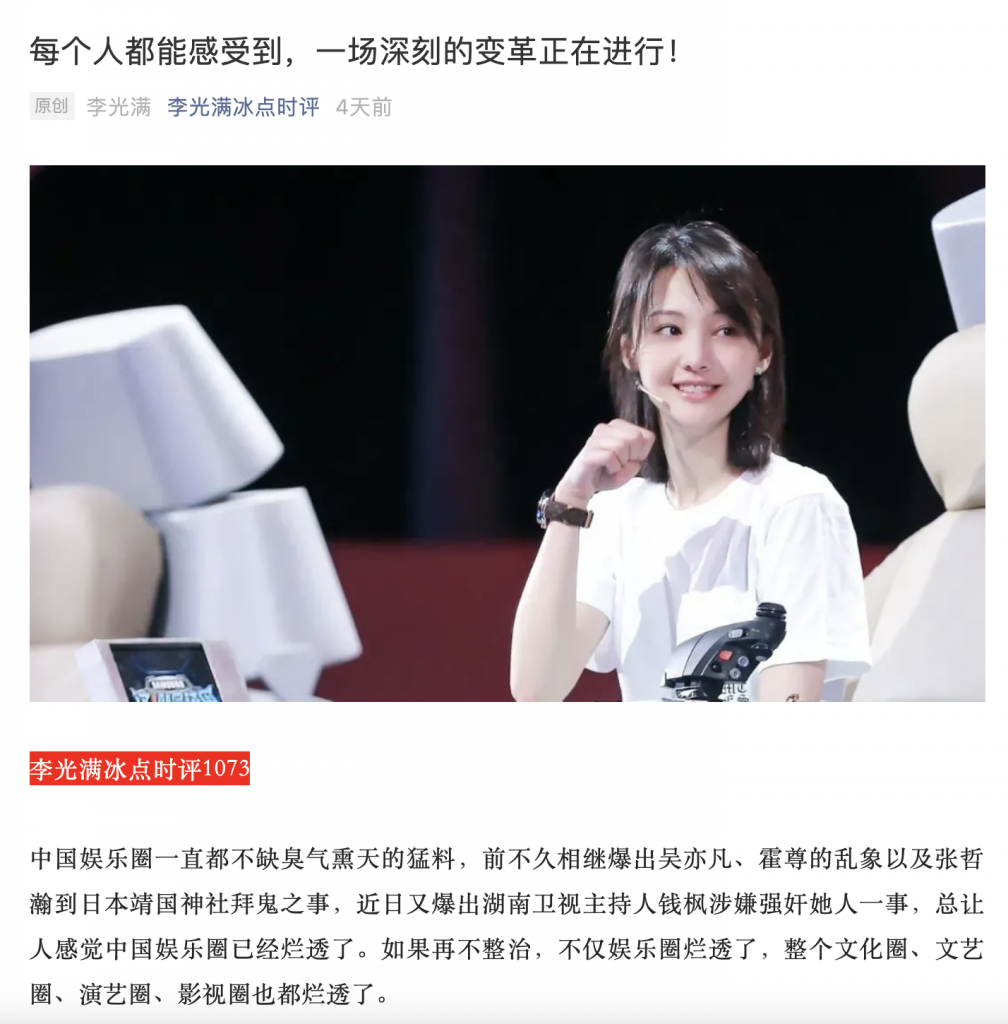 每个人都能感受到，一场深刻的变革正在进行！
原创 李光满 李光满冰点时评 4天前
李光满冰点时评1073
中国娱乐圈一直都不缺臭气熏天的猛料，前不久相继爆出吴亦凡、霍尊的乱象以及张哲
瀚到日本靖国神社拜鬼之事，近日又爆出湖南卫视主持人钱枫涉嫌强奸她人一事，总让
人感觉中国娱乐圈已经烂透了。如果再不整治，不仅娱乐圈烂透了，整个文化圈、文艺
圈、演艺圈、影视圈也都烂透了。